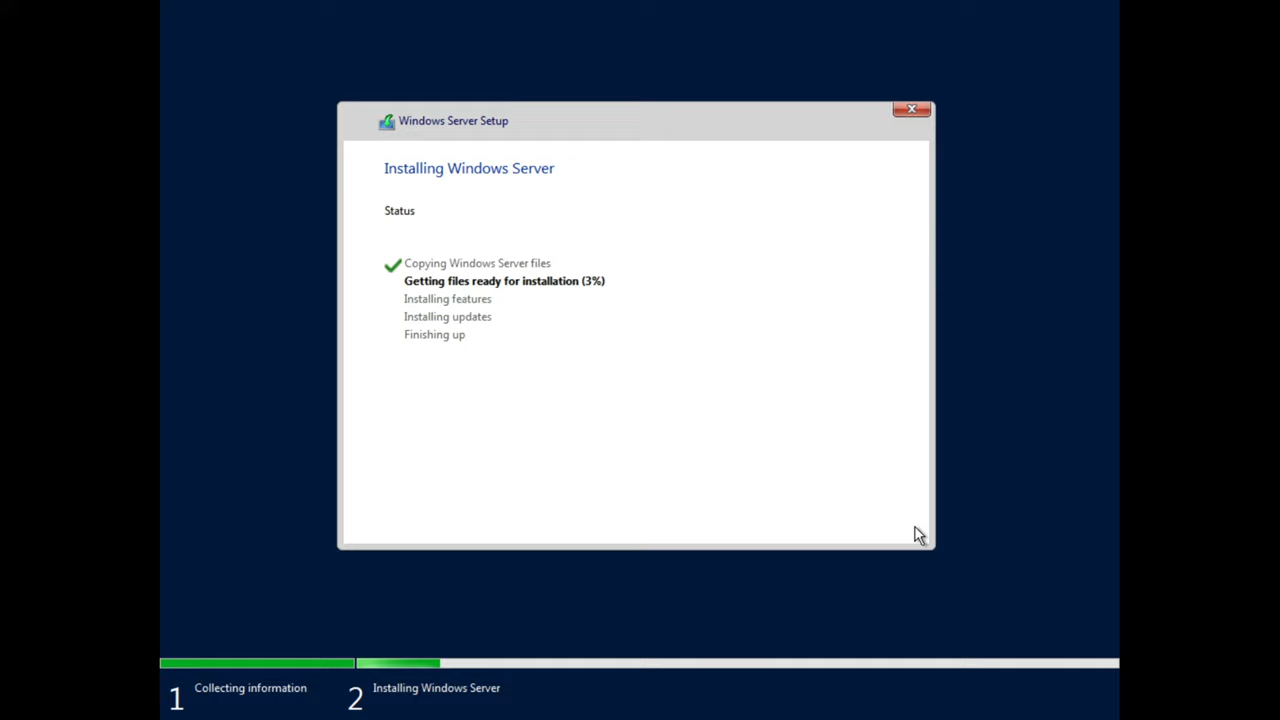 Windows Server Setup
Installing Windows Server
Status
Copying Windows Server files
Getting files ready for installation (3%)
Installing features
Installing updates
Finishing up
1 Collecting information
2 Installing Windows Server